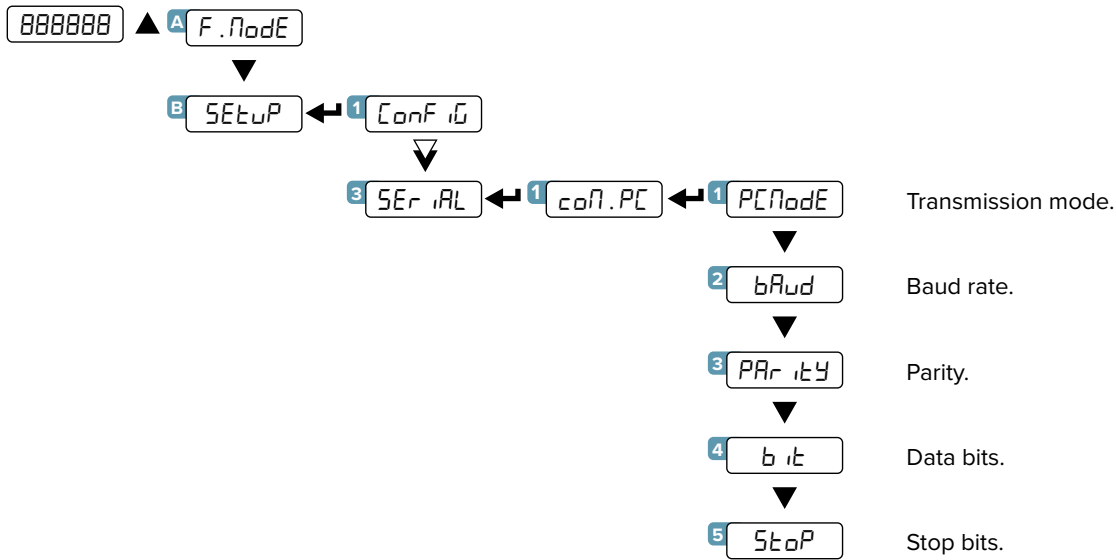 888888 A F.ModE
B SEtuP 1 ConFiG
3 SEriAL 1 coM.PC 1 PCModE Transmission mode.
2 bAud Baud rate.
3 PAritY Parity.
4 bit Data bits.
5 StoP Stop bits.